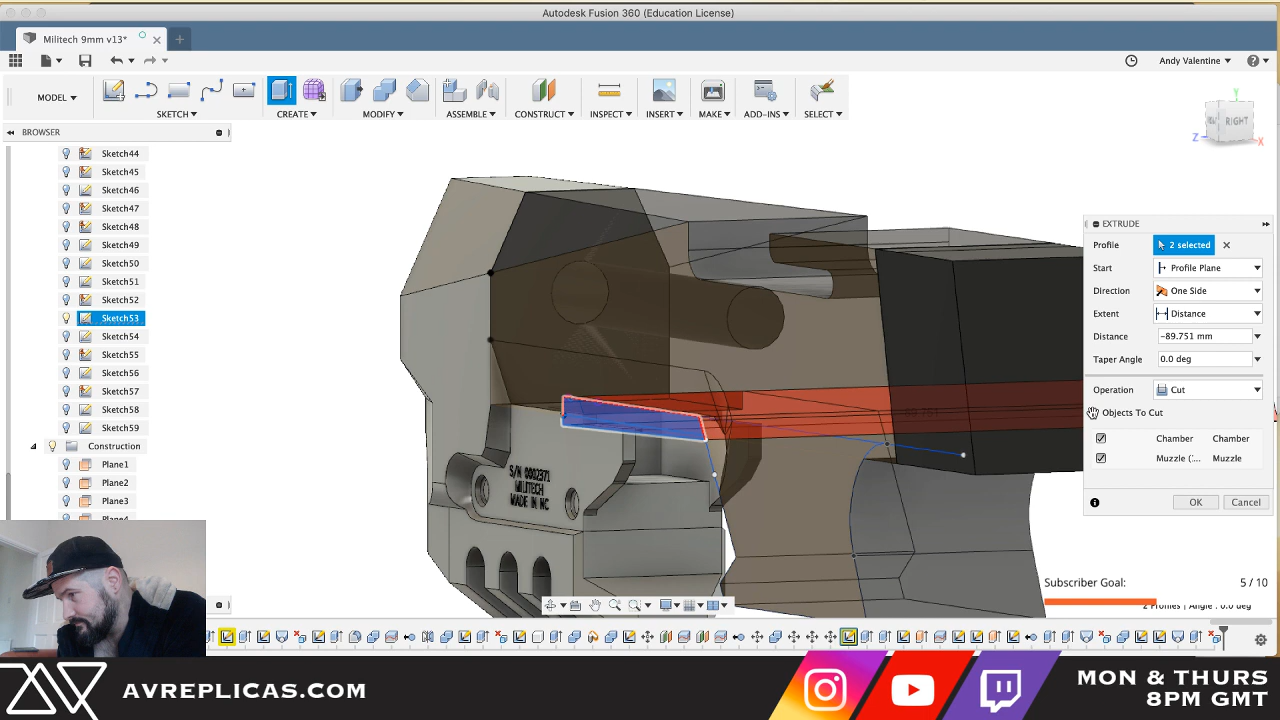 Autodesk Fusion 360 (Education License)
Militech 9mm v13*
Andy Valentine
MODEL
SKETCH
CREATE
MODIFY
ASSEMBLE
CONSTRUCT
INSPECT
INSERT
MAKE
ADD-INS
SELECT
BROWSER
Sketch44
Sketch45
Sketch46
Sketch47
Sketch48
Sketch49
Sketch50
Sketch51
Sketch52
Sketch53
Sketch54
Sketch55
Sketch56
Sketch57
Sketch58
Sketch59
Construction
Plane1
Plane2
Plane3
Y
RIGHT
Z
X
S/N 0002371
MILITECH
MADE IN NC
EXTRUDE
Profile 2 selected
Start Profile Plane
Direction One Side
Extent Distance
Distance -89.751 mm
Taper Angle 0.0 deg
Operation Cut
Objects To Cut
Chamber Chamber
Muzzle (... Muzzle
OK Cancel
Subscriber Goal: 5 / 10
2 Profiles | Angle : 0.0 deg
AVREPLICAS.COM
MON & THURS
8PM GMT